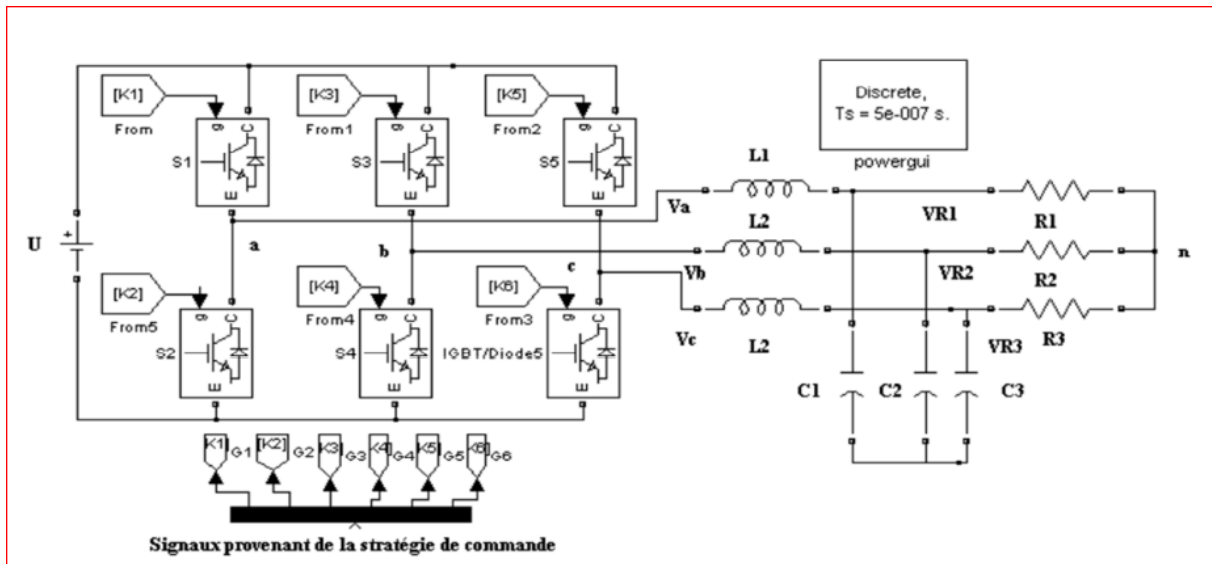 [K1]
From
[K3]
From1
[K5]
From2
Discrete,
Ts = 5e-007 s.
powergui
g C
S1
E
g C
S3
E
g C
S5
E
L1
Va
VR1
R1
U
+
a
b
c
L2
Vb
VR2
R2
n
L2
Vc
VR3
R3
[K2]
From5
[K4]
From4
[K6]
From3
g C
S2
E
g C
S4
E
g C
IGBT/Diode5
E
C1
C2
C3
[K1] G1
[K2] G2
[K3] G3
[K4] G4
[K5] G5
[K6] G6
Signaux provenant de la stratégie de commande